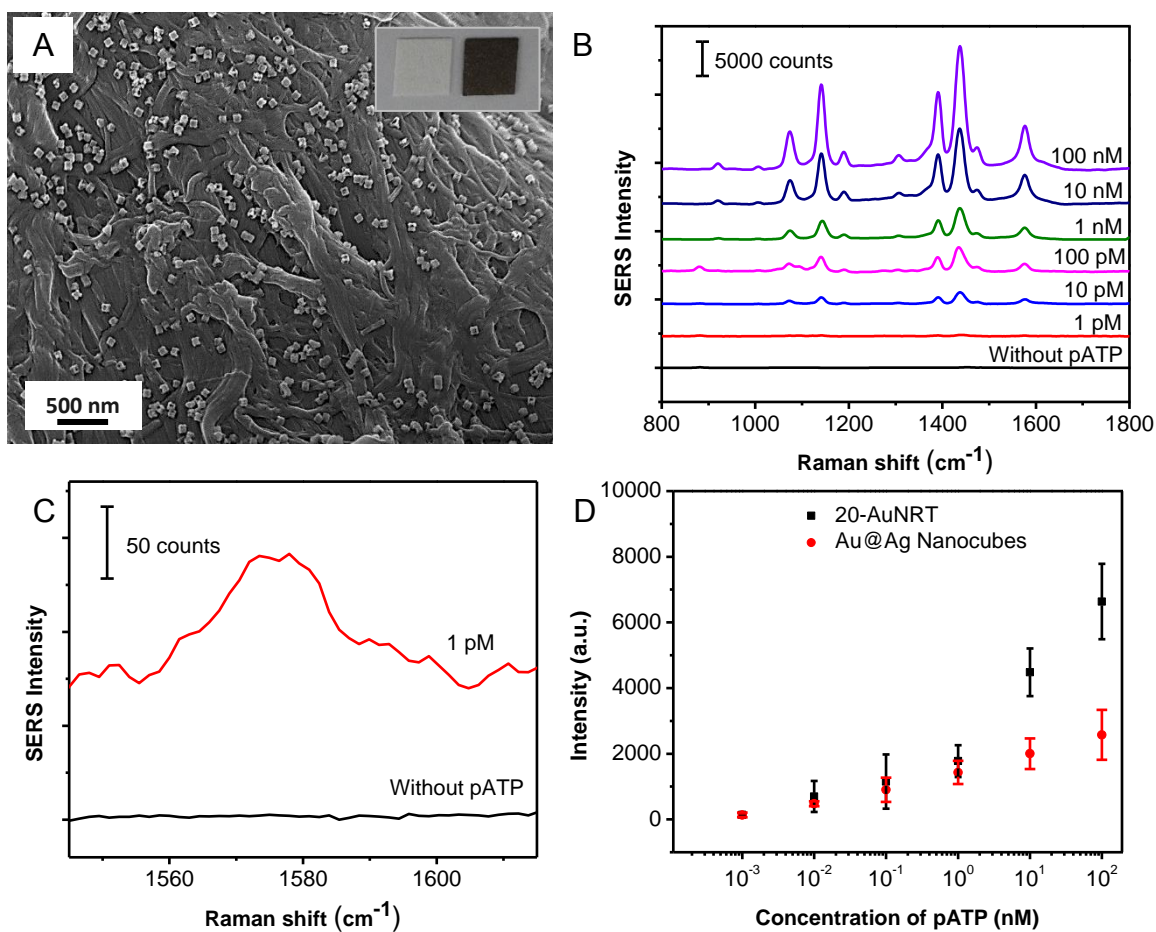 A
500 nm
B
5000 counts
SERS Intensity
100 nM
10 nM
1 nM
100 pM
10 pM
1 pM
Without pATP
800 1000 1200 1400 1600 1800
Raman shift (cm⁻¹)
C
50 counts
SERS Intensity
1 pM
Without pATP
1560 1580 1600
Raman shift (cm⁻¹)
D
20-AuNRT
Au@Ag Nanocubes
Intensity (a.u.)
10000
8000
6000
4000
2000
0
10⁻³ 10⁻² 10⁻¹ 10⁰ 10¹ 10²
Concentration of pATP (nM)